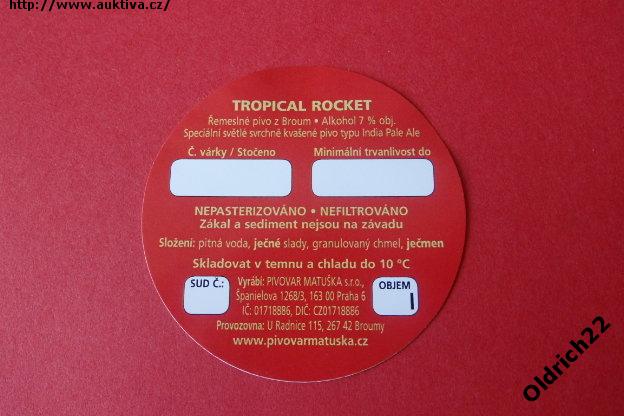 http://www.auktiva.cz/
TROPICAL ROCKET
Řemeslné pivo z Broum • Alkohol 7 % obj.
Speciální světlé svrchně kvašené pivo typu India Pale Ale
Č. várky / Stočeno Minimální trvanlivost do
NEPASTERIZOVÁNO • NEFILTROVÁNO
Zákal a sediment nejsou na závadu
Složení: pitná voda, ječné slady, granulovaný chmel, ječmen
Skladovat v temnu a chladu do 10 °C
SUD Č.:
Vyrábí: PIVOVAR MATUŠKA s.r.o.,
Španielova 1268/3, 163 00 Praha 6
IČ: 01718886, DIČ: CZ01718886
OBJEM
l
Provozovna: U Radnice 115, 267 42 Broumy
www.pivovarmatuska.cz
Oldrich22